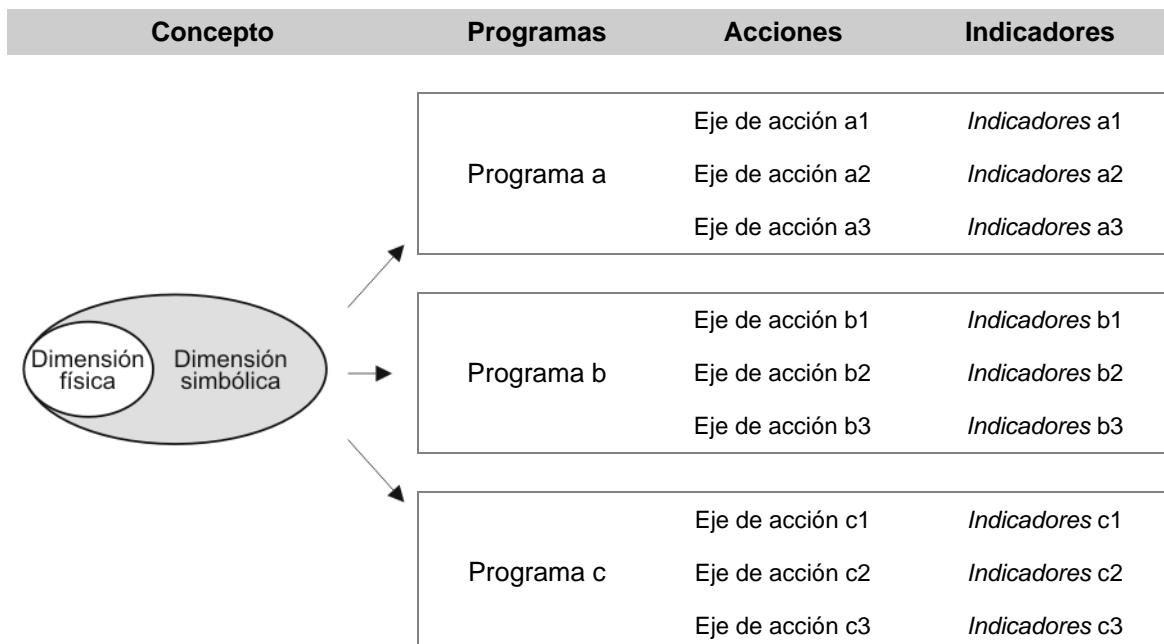 Concepto Programas Acciones Indicadores
Eje de acción a1 Indicadores a1
Programa a Eje de acción a2 Indicadores a2
Eje de acción a3 Indicadores a3
Dimensión física
Dimensión simbólica
Eje de acción b1 Indicadores b1
Programa b Eje de acción b2 Indicadores b2
Eje de acción b3 Indicadores b3
Eje de acción c1 Indicadores c1
Programa c Eje de acción c2 Indicadores c2
Eje de acción c3 Indicadores c3